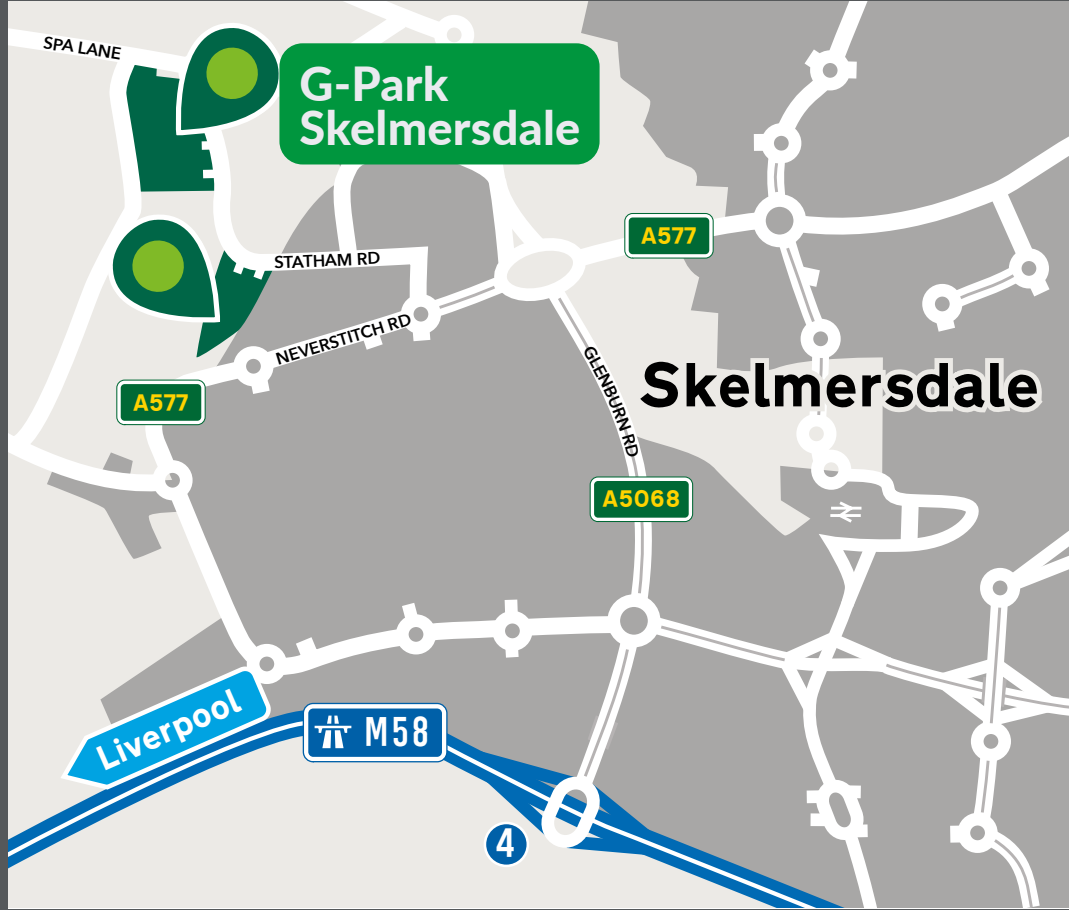 SPA LANE
G-Park
Skelmersdale
A577
STATHAM RD
NEVERSTITCH RD
GLENBURN RD
Skelmersdale
A577
A5068
Liverpool
M58
4